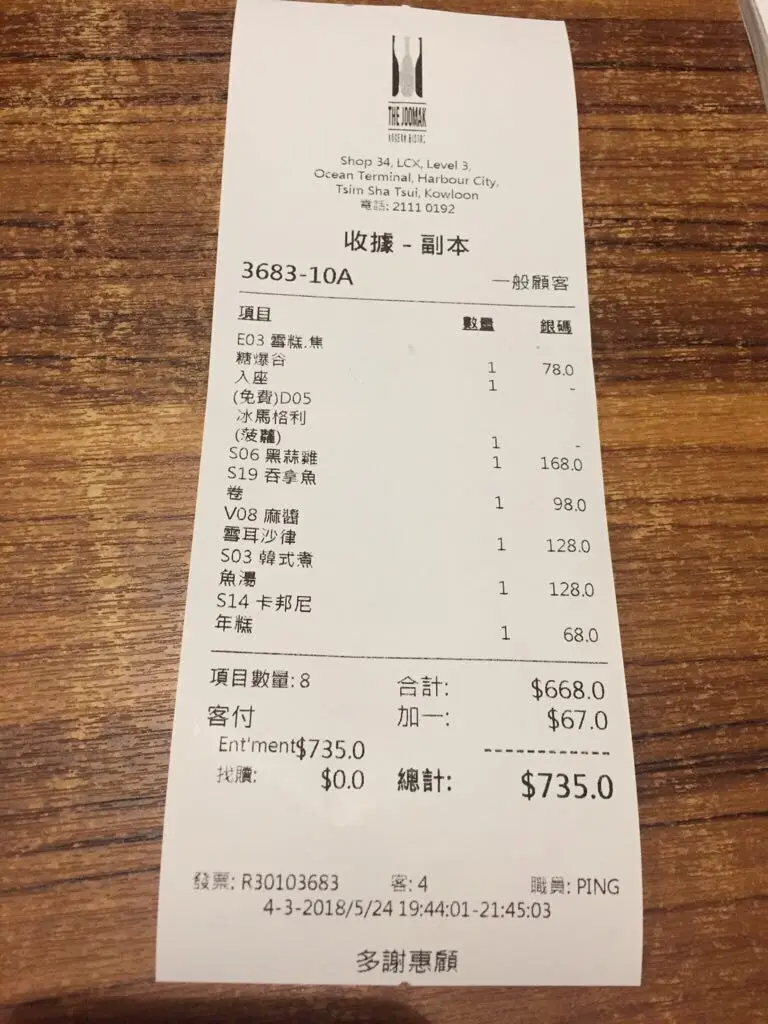 THE JOOMAK
MODERN BISTRO
Shop 34, LCX, Level 3,
Ocean Terminal, Harbour City,
Tsim Sha Tsui, Kowloon
電話: 2111 0192
收據 - 副本
3683-10A 一般顧客
項目 數量 銀碼
E03 雪糕.焦
糖爆谷 1 78.0
入座 1 -
(免費)D05
冰馬格利
(菠蘿) 1 -
S06 黑蒜雞 1 168.0
S19 吞拿魚
卷 1 98.0
V08 麻醬
雪耳沙律 1 128.0
S03 韓式煮
魚湯 1 128.0
S14 卡邦尼
年糕 1 68.0
項目數量: 8 合計: $668.0
客付 加一: $67.0
Ent'ment$735.0 ------------
找贖: $0.0 總計: $735.0
發票: R30103683 客: 4 職員: PING
4-3-2018/5/24 19:44:01-21:45:03
多謝惠顧